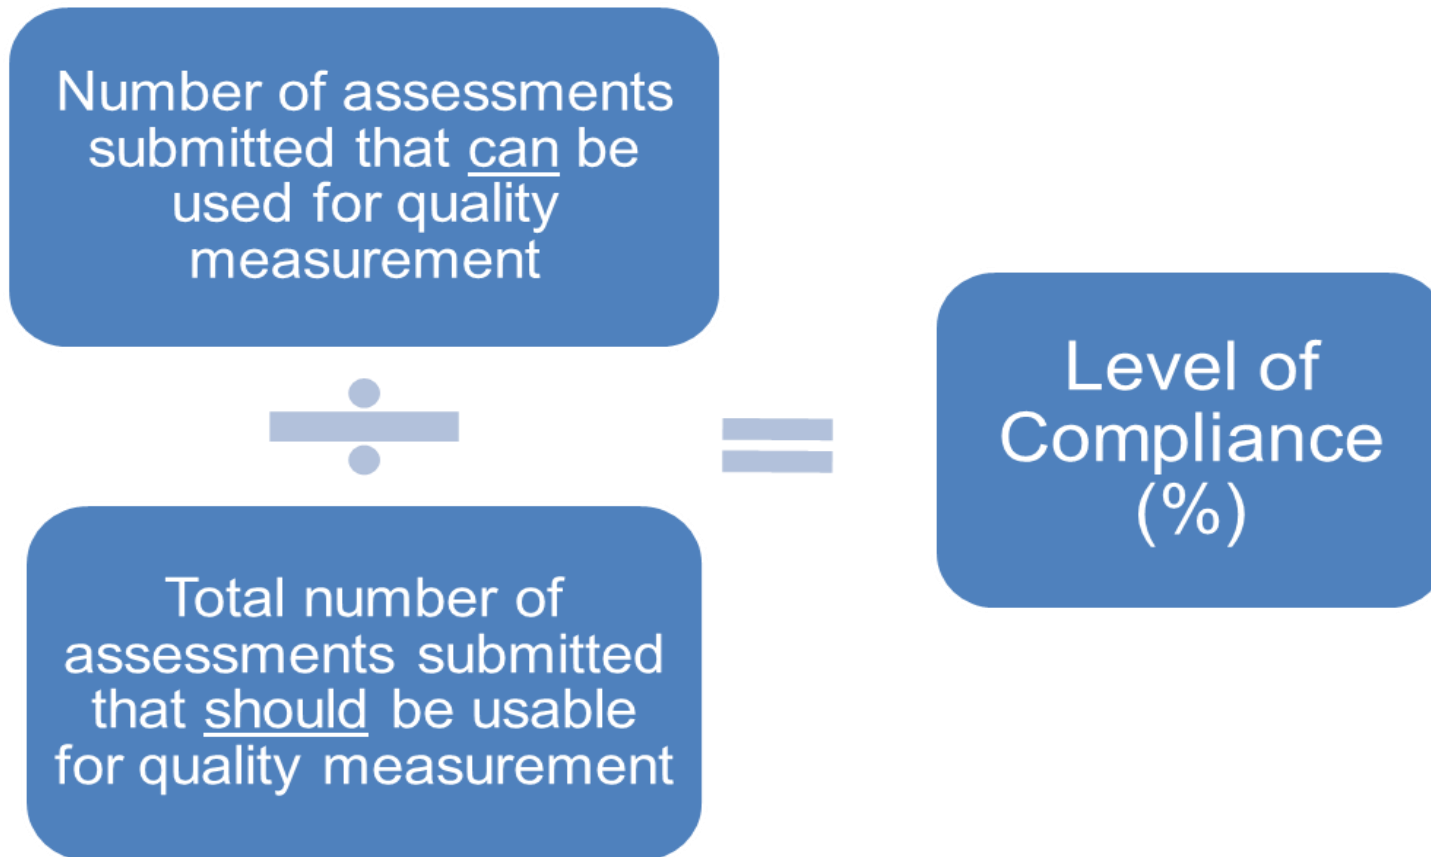 Number of assessments
submitted that can be
used for quality
measurement
÷
Total number of
assessments submitted
that should be usable
for quality measurement
=
Level of
Compliance
(%)